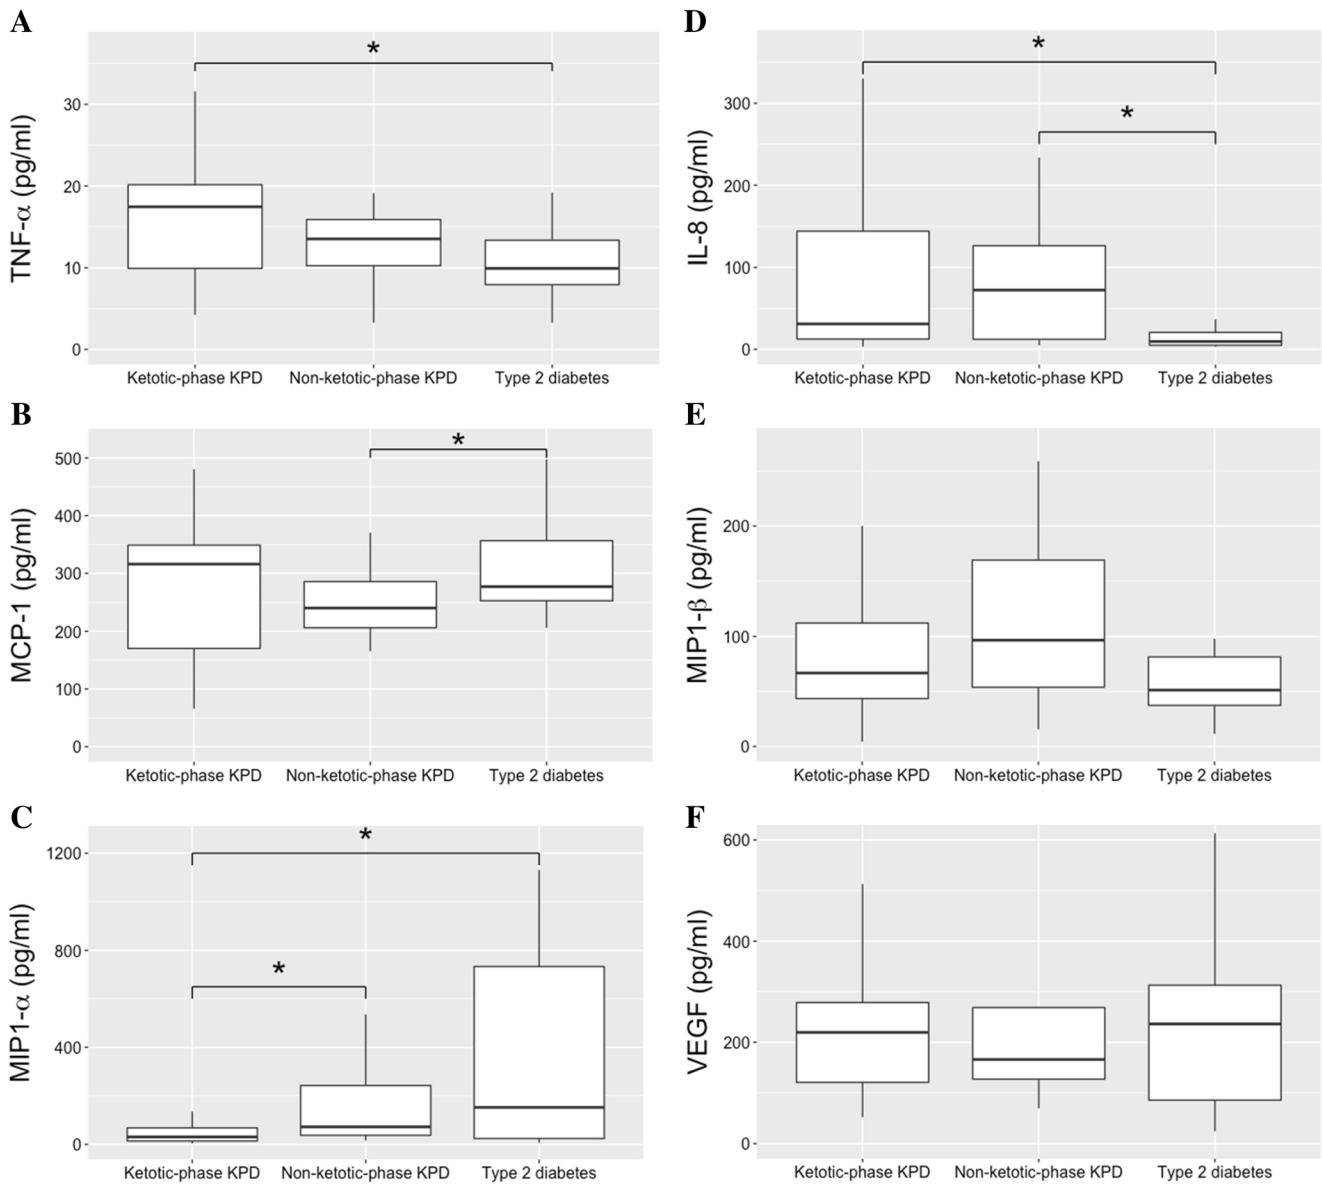 A
*
TNF-α (pg/ml)
30
20
10
0
Ketotic-phase KPD Non-ketotic-phase KPD Type 2 diabetes
B
*
MCP-1 (pg/ml)
500
400
300
200
100
0
Ketotic-phase KPD Non-ketotic-phase KPD Type 2 diabetes
C
*
*
MIP1-α (pg/ml)
1200
800
400
0
Ketotic-phase KPD Non-ketotic-phase KPD Type 2 diabetes
D
*
*
IL-8 (pg/ml)
300
200
100
0
Ketotic-phase KPD Non-ketotic-phase KPD Type 2 diabetes
E
MIP1-β (pg/ml)
200
100
0
Ketotic-phase KPD Non-ketotic-phase KPD Type 2 diabetes
F
VEGF (pg/ml)
600
400
200
0
Ketotic-phase KPD Non-ketotic-phase KPD Type 2 diabetes